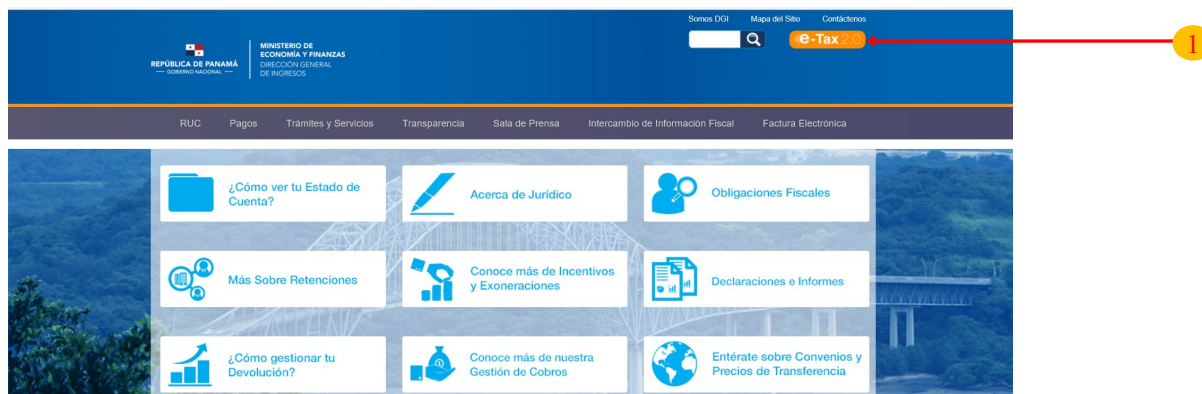 Somos DGI Mapa del Sitio Contáctenos
e-Tax 2.0
1
REPÚBLICA DE PANAMÁ
— GOBIERNO NACIONAL —
MINISTERIO DE
ECONOMÍA Y FINANZAS
DIRECCIÓN GENERAL
DE INGRESOS
RUC Pagos Trámites y Servicios Transparencia Sala de Prensa Intercambio de Información Fiscal Factura Electrónica
¿Cómo ver tu Estado de
Cuenta?
Acerca de Jurídico
Obligaciones Fiscales
Más Sobre Retenciones
Conoce más de Incentivos
y Exoneraciones
Declaraciones e Informes
¿Cómo gestionar tu
Devolución?
Conoce más de nuestra
Gestión de Cobros
Entérate sobre Convenios y
Precios de Transferencia